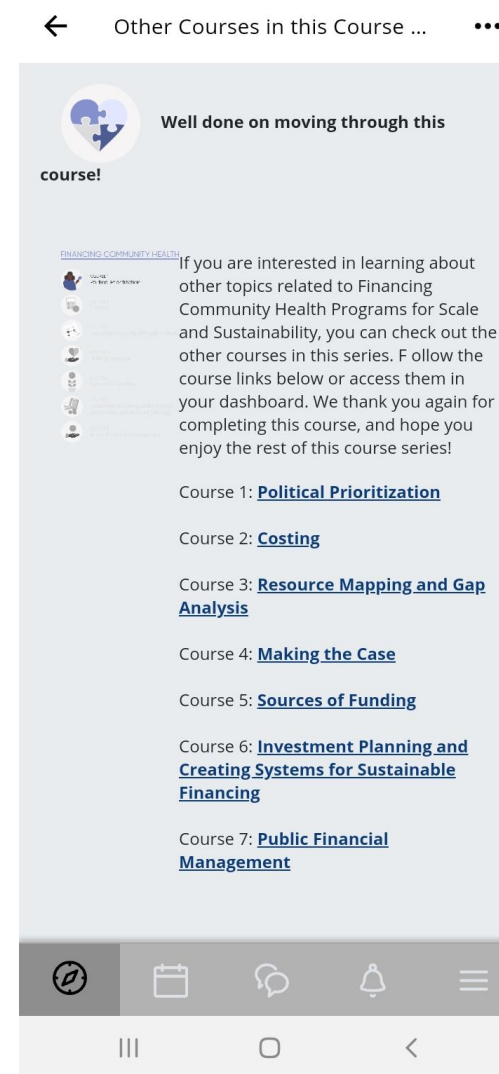 Other Courses in this Course ...
Well done on moving through this
course!
FINANCING COMMUNITY HEALTH
If you are interested in learning about
other topics related to Financing
Community Health Programs for Scale
and Sustainability, you can check out the
other courses in this series. F ollow the
course links below or access them in
your dashboard. We thank you again for
completing this course, and hope you
enjoy the rest of this course series!
Course 1: Political Prioritization
Course 2: Costing
Course 3: Resource Mapping and Gap
Analysis
Course 4: Making the Case
Course 5: Sources of Funding
Course 6: Investment Planning and
Creating Systems for Sustainable
Financing
Course 7: Public Financial
Management